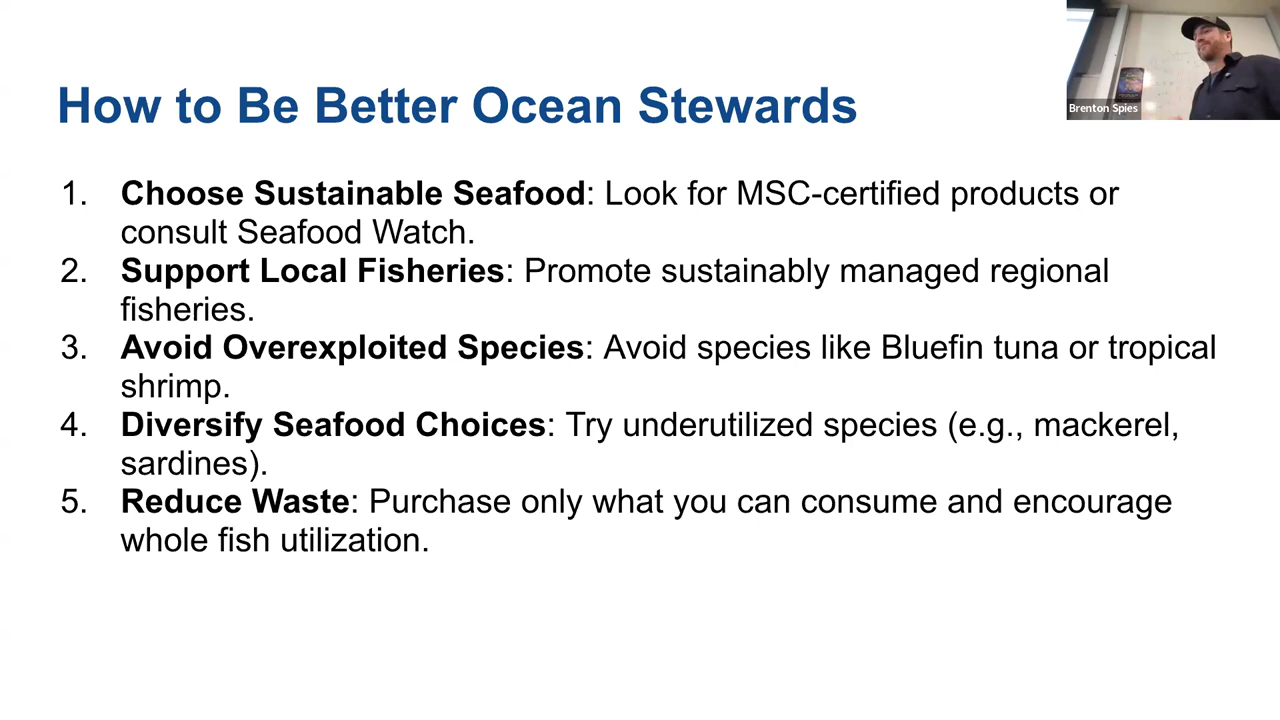 Brenton Spies
How to Be Better Ocean Stewards
1. Choose Sustainable Seafood: Look for MSC-certified products or
consult Seafood Watch.
2. Support Local Fisheries: Promote sustainably managed regional
fisheries.
3. Avoid Overexploited Species: Avoid species like Bluefin tuna or tropical
shrimp.
4. Diversify Seafood Choices: Try underutilized species (e.g., mackerel,
sardines).
5. Reduce Waste: Purchase only what you can consume and encourage
whole fish utilization.